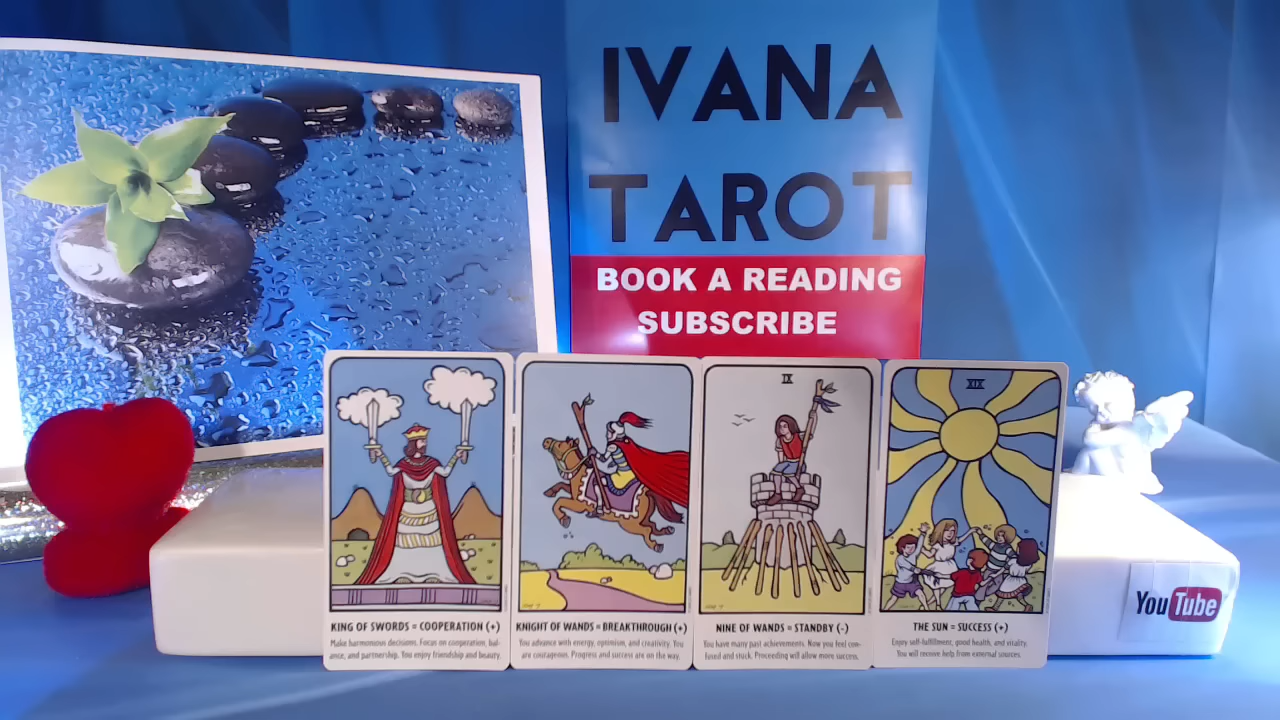 IVANA
TAROT
BOOK A READING
SUBSCRIBE
IX
XIX
KING OF SWORDS = COOPERATION (+)
Make harmonious decisions. Focus on cooperation, bal-
ance, and partnership. You enjoy friendship and beauty.
KNIGHT OF WANDS = BREAKTHROUGH (+)
You advance with energy, optimism, and creativity. You
are courageous. Progress and success are on the way.
NINE OF WANDS = STANDBY (-)
You have many past achievements. Now you feel con-
fused and stuck. Proceeding will allow more success.
THE SUN = SUCCESS (+)
Enjoy self-fulfillment, good health, and vitality.
You will receive help from external sources.
YouTube